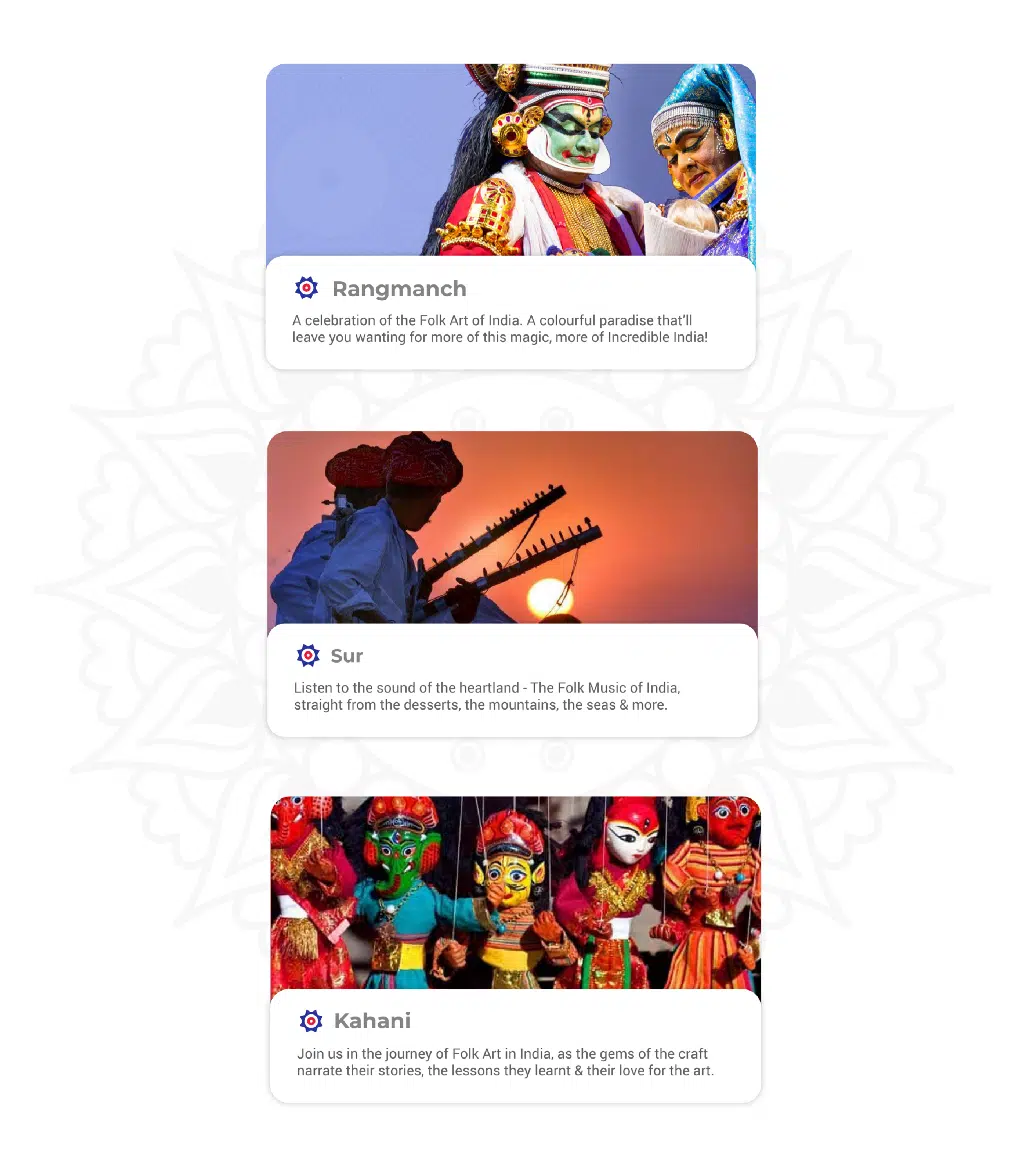 Rangmanch
A celebration of the Folk Art of India. A colourful paradise that'll
leave you wanting for more of this magic, more of Incredible India!
Sur
Listen to the sound of the heartland - The Folk Music of India,
straight from the desserts, the mountains, the seas & more.
Kahani
Join us in the journey of Folk Art in India, as the gems of the craft
narrate their stories, the lessons they learnt & their love for the art.